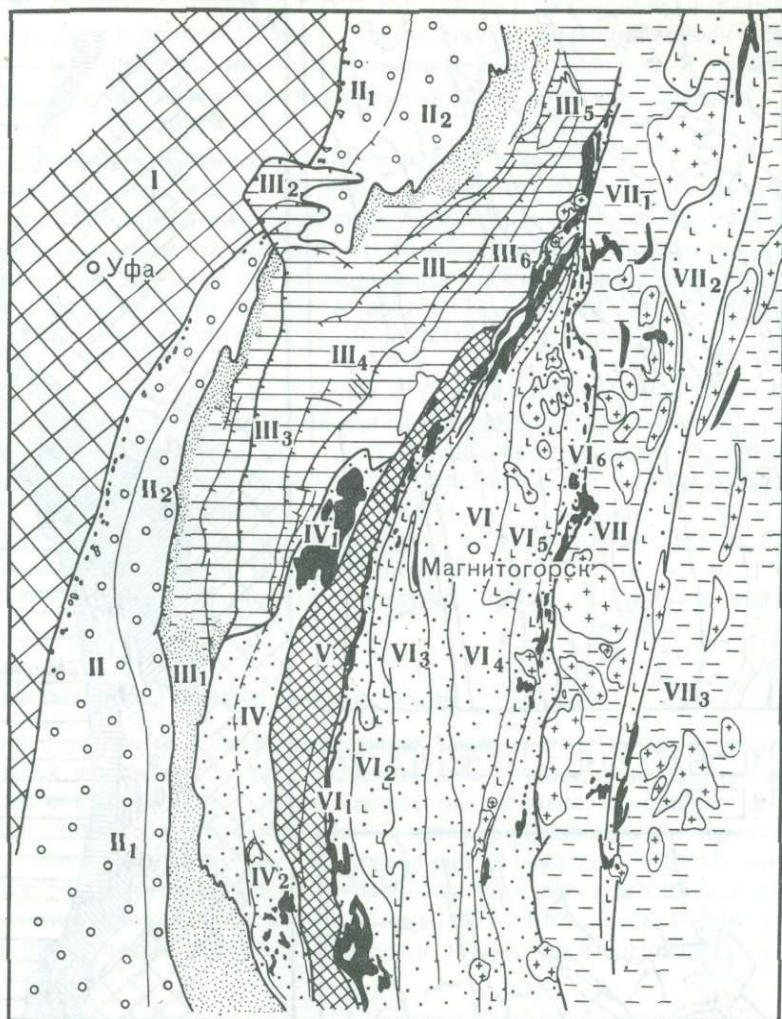 II₁
II₂
III₅
I
III₂
VII₁
Уфа
III
III₆
VII₂
III₄
III₃
II₂
VI₆
IV₁
VI
VI₅
VII
Магнитогорск
II
III₁
V
VI₃
VI₄
VII₃
IV
VI₂
VI₁
II₁
IV₂